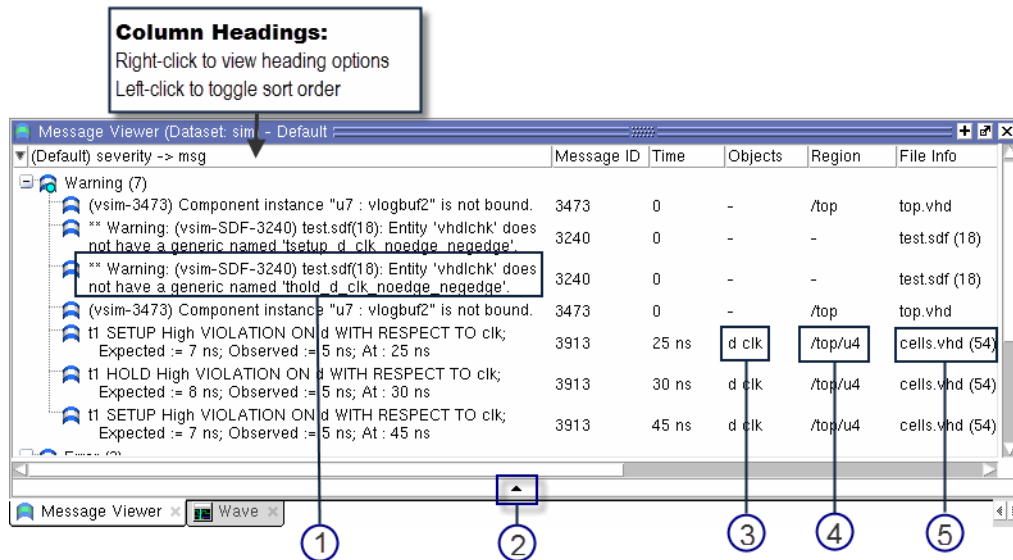 Column Headings:
Right-click to view heading options
Left-click to toggle sort order
Message Viewer (Dataset: sim) - Default
(Default) severity -> msg Message ID Time Objects Region File Info
Warning (7)
(vsim-3473) Component instance "u7 : vlogbuf2" is not bound. 3473 0 - /top top.vhd
** Warning: (vsim-SDF-3240) test.sdf(18): Entity 'vhdlchk' does
not have a generic named 'tsetup_d_clk_noedge_negedge'. 3240 0 - - test.sdf (18)
** Warning: (vsim-SDF-3240) test.sdf(18): Entity 'vhdlchk' does
not have a generic named 'thold_d_clk_noedge_negedge'. 3240 0 - - test.sdf (18)
(vsim-3473) Component instance "u7 : vlogbuf2" is not bound. 3473 0 - /top top.vhd
t1 SETUP High VIOLATION ON d WITH RESPECT TO clk;
Expected := 7 ns; Observed := 5 ns; At : 25 ns 3913 25 ns d clk /top/u4 cells.vhd (54)
t1 HOLD High VIOLATION ON d WITH RESPECT TO clk;
Expected := 8 ns; Observed := 5 ns; At : 30 ns 3913 30 ns d clk /top/u4 cells.vhd (54)
t1 SETUP High VIOLATION ON d WITH RESPECT TO clk;
Expected := 7 ns; Observed := 5 ns; At : 45 ns 3913 45 ns d clk /top/u4 cells.vhd (54)
Message Viewer Wave
1 2 3 4 5